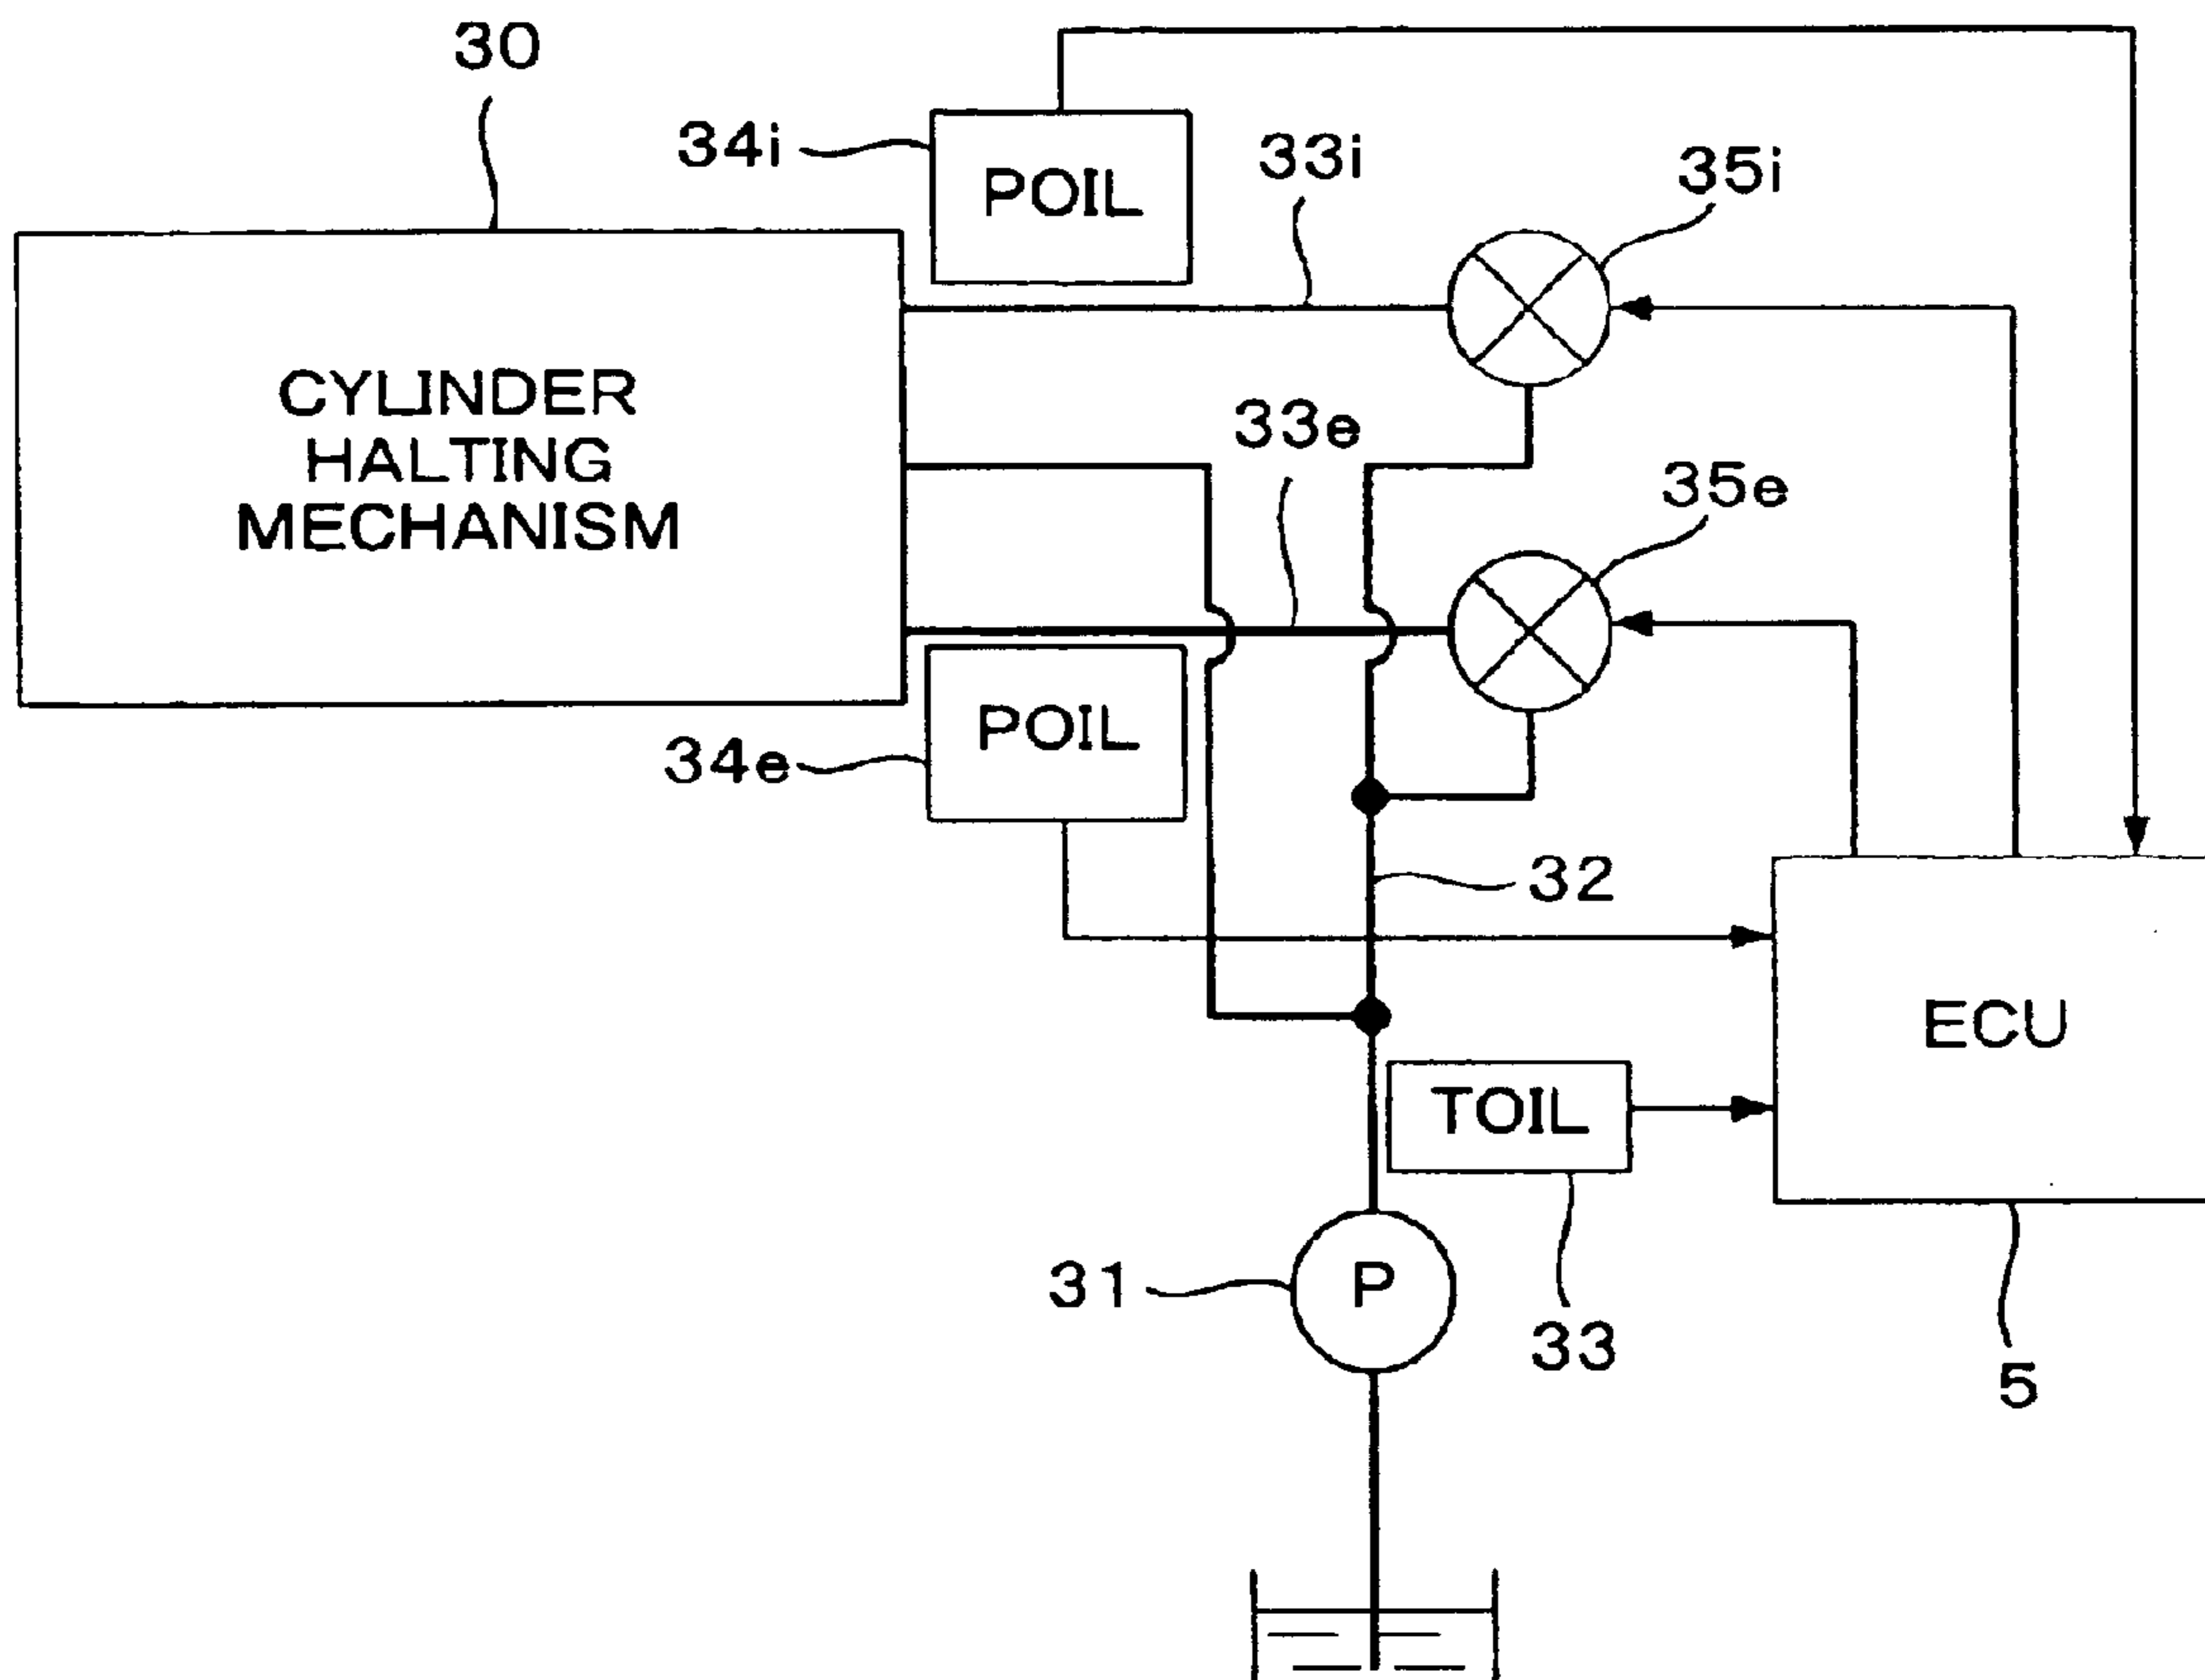 30
34i
POIL
33i
35i
CYLINDER
HALTING
MECHANISM
33e
35e
POIL
34e
32
ECU
TOIL
31
P
33
5